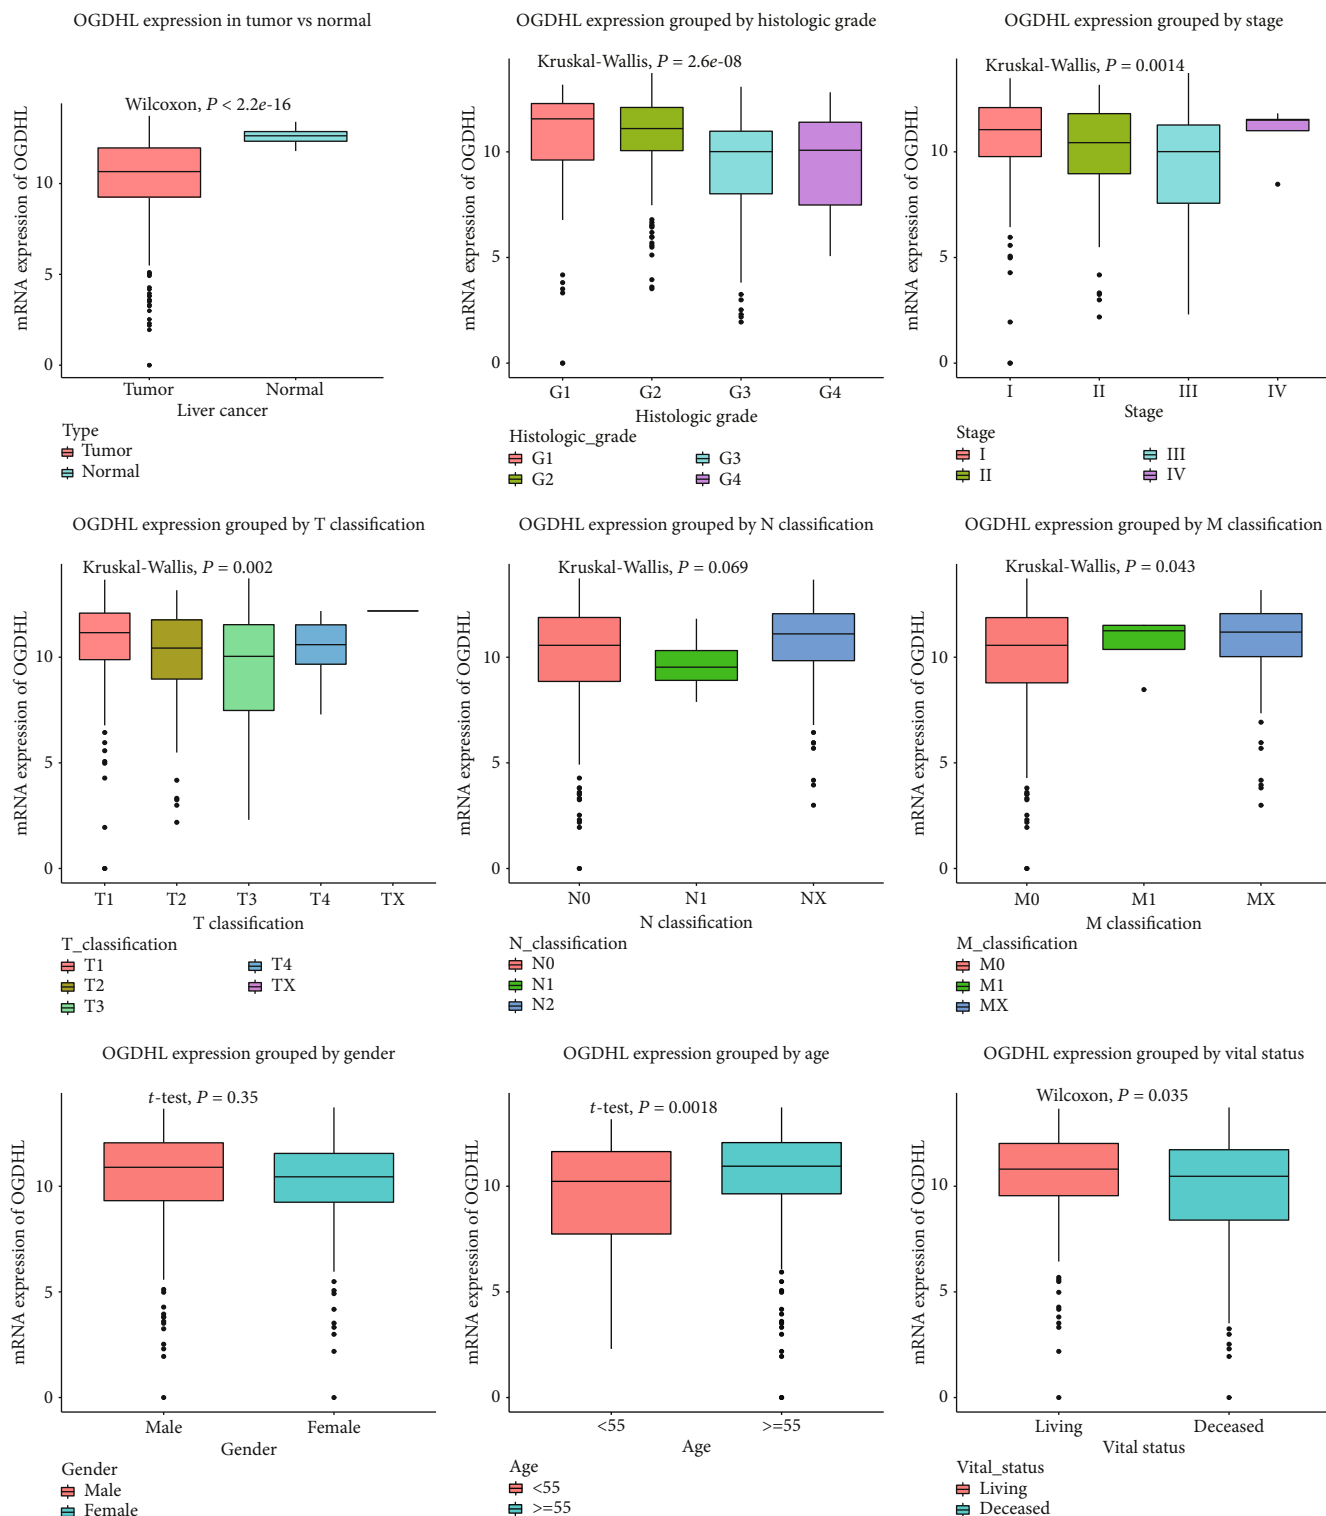 OGDHL expression in tumor vs normal
Wilcoxon, P < 2.2e-16
mRNA expression of OGDHL
10
5
0
Tumor
Normal
Liver cancer
Type
Tumor
Normal
OGDHL expression grouped by histologic grade
Kruskal-Wallis, P = 2.6e-08
mRNA expression of OGDHL
10
5
0
G1
G2
G3
G4
Histologic grade
Histologic_grade
G1
G2
G3
G4
OGDHL expression grouped by stage
Kruskal-Wallis, P = 0.0014
mRNA expression of OGDHL
10
5
0
I
II
III
IV
Stage
Stage
I
II
III
IV
OGDHL expression grouped by T classification
Kruskal-Wallis, P = 0.002
mRNA expression of OGDHL
10
5
0
T1
T2
T3
T4
TX
T classification
T_classification
T1
T2
T3
T4
TX
OGDHL expression grouped by N classification
Kruskal-Wallis, P = 0.069
mRNA expression of OGDHL
10
5
0
N0
N1
NX
N classification
N_classification
N0
N1
N2
OGDHL expression grouped by M classification
Kruskal-Wallis, P = 0.043
mRNA expression of OGDHL
10
5
0
M0
M1
MX
M classification
M_classification
M0
M1
MX
OGDHL expression grouped by gender
t-test, P = 0.35
mRNA expression of OGDHL
10
5
0
Male
Female
Gender
Gender
Male
Female
OGDHL expression grouped by age
t-test, P = 0.0018
mRNA expression of OGDHL
10
5
0
<55
>=55
Age
Age
<55
>=55
OGDHL expression grouped by vital status
Wilcoxon, P = 0.035
mRNA expression of OGDHL
10
5
0
Living
Deceased
Vital status
Vital_status
Living
Deceased